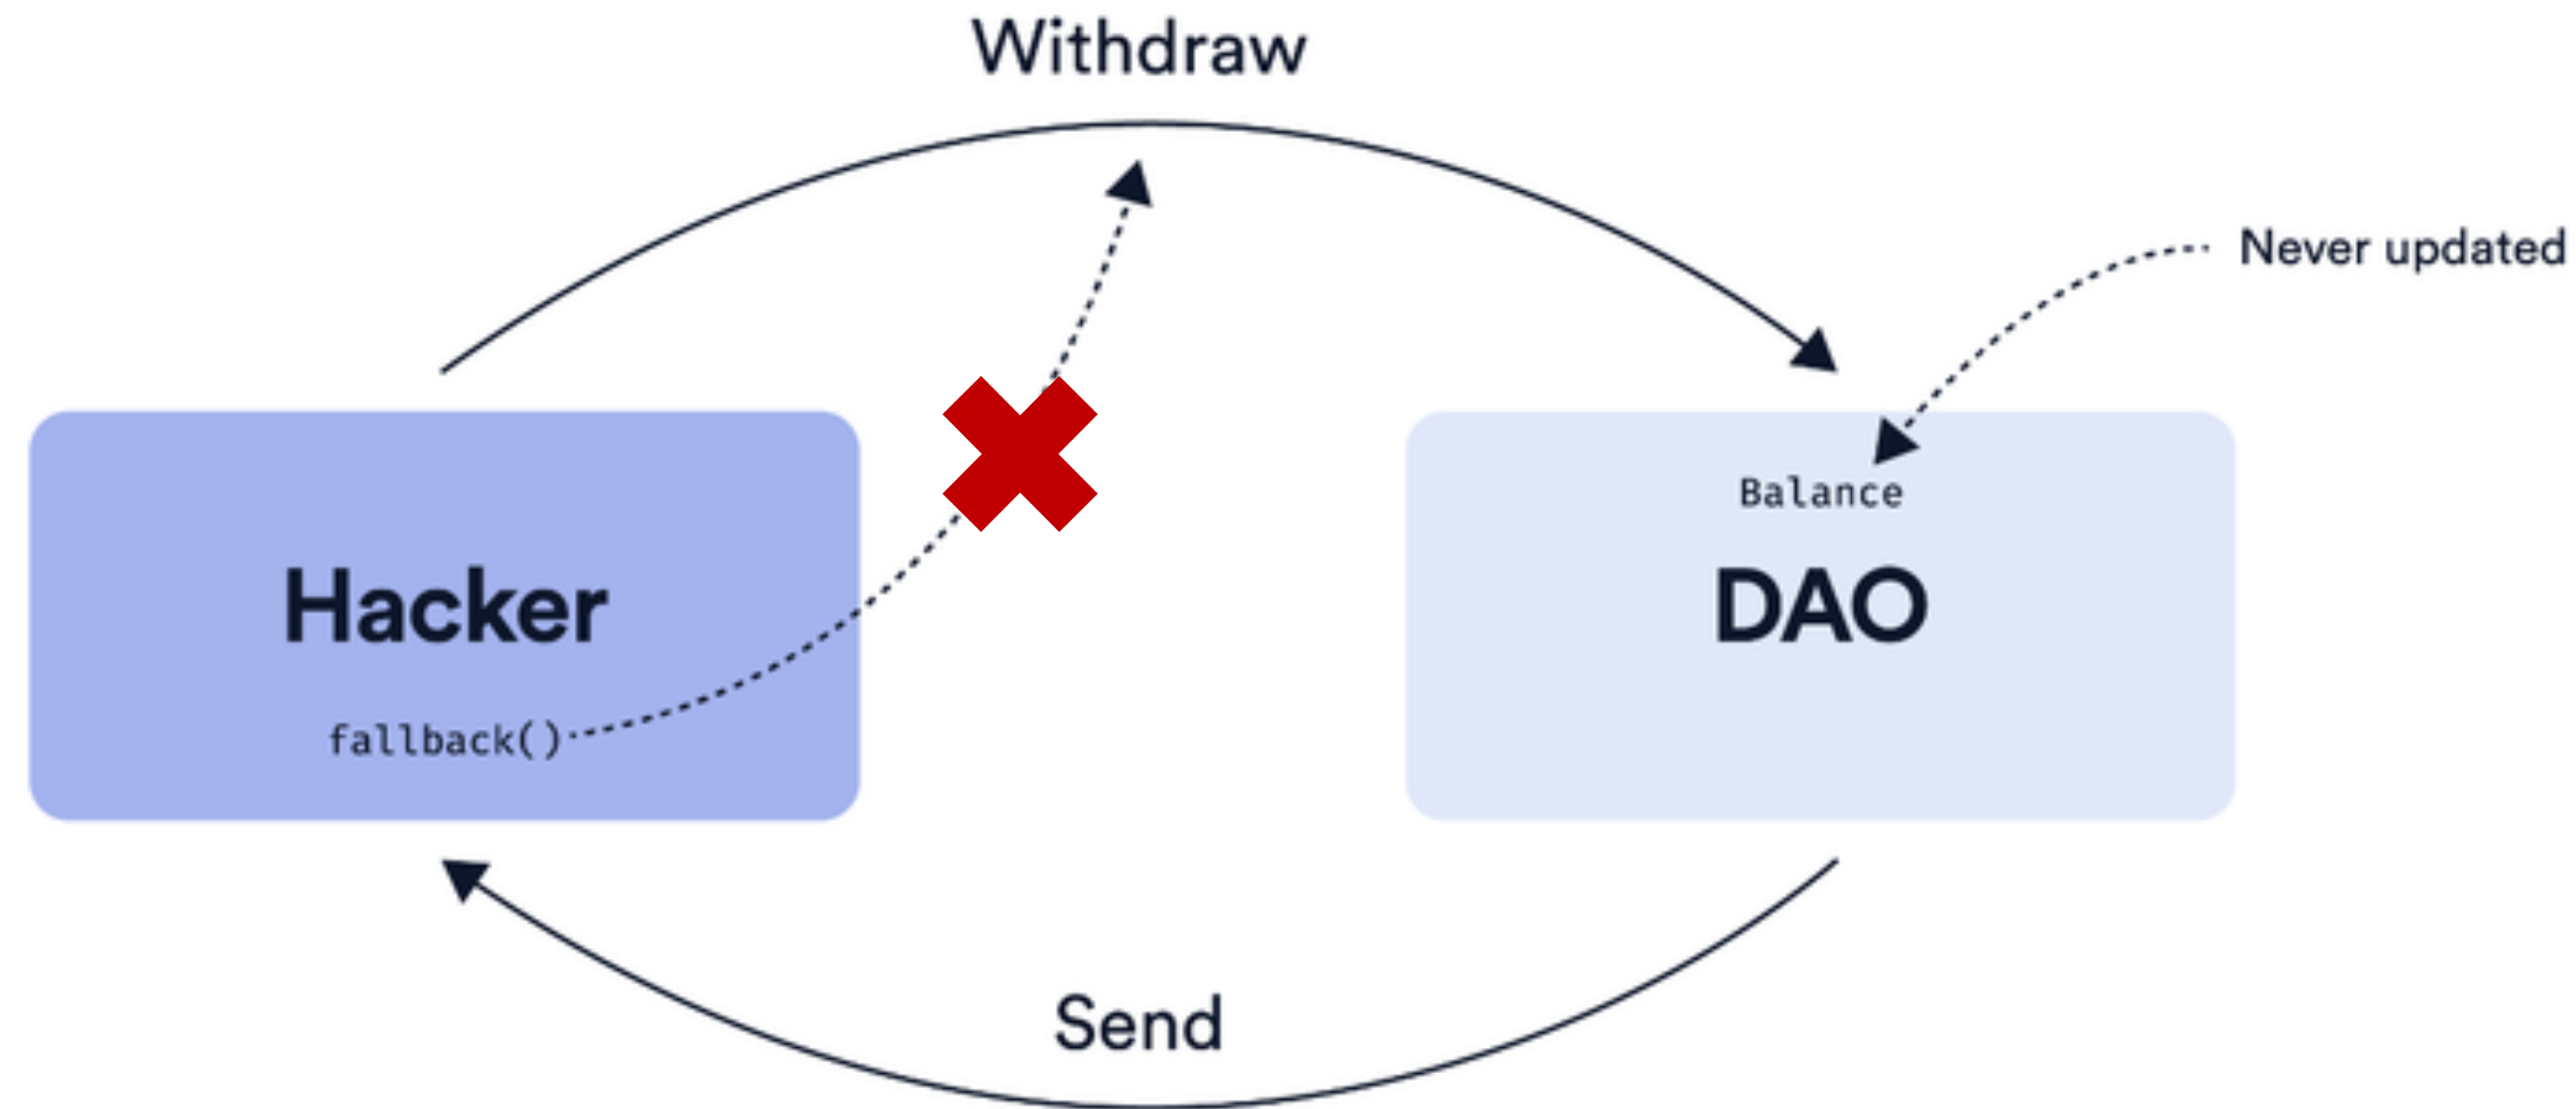 Withdraw
Never updated
Balance
Hacker
DAO
fallback()
Send